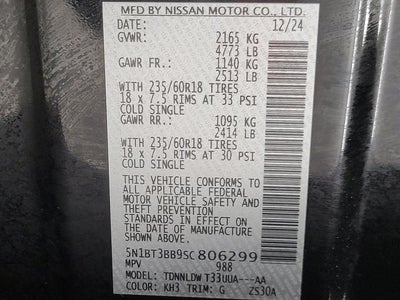 MFD BY NISSAN MOTOR CO., LTD.
DATE: 12/24
GVWR: 2165 KG
4773 LB
GAWR FR.: 1140 KG
2513 LB
WITH 235/60R18 TIRES
18 x 7.5 RIMS AT 33 PSI
COLD SINGLE
GAWR RR.: 1095 KG
2414 LB
WITH 235/60R18 TIRES
18 x 7.5 RIMS AT 30 PSI
COLD SINGLE
THIS VEHICLE CONFORMS TO
ALL APPLICABLE FEDERAL
MOTOR VEHICLE SAFETY
STANDARDS IN EFFECT ON
THE DATE OF MANUFACTURE
SHOWN ABOVE.
5N1BT3BB9SC806299
MPV 988
MODEL: TDNNLDW T33UUA---AA
COLOR: KH3 TRIM: G ZS30A